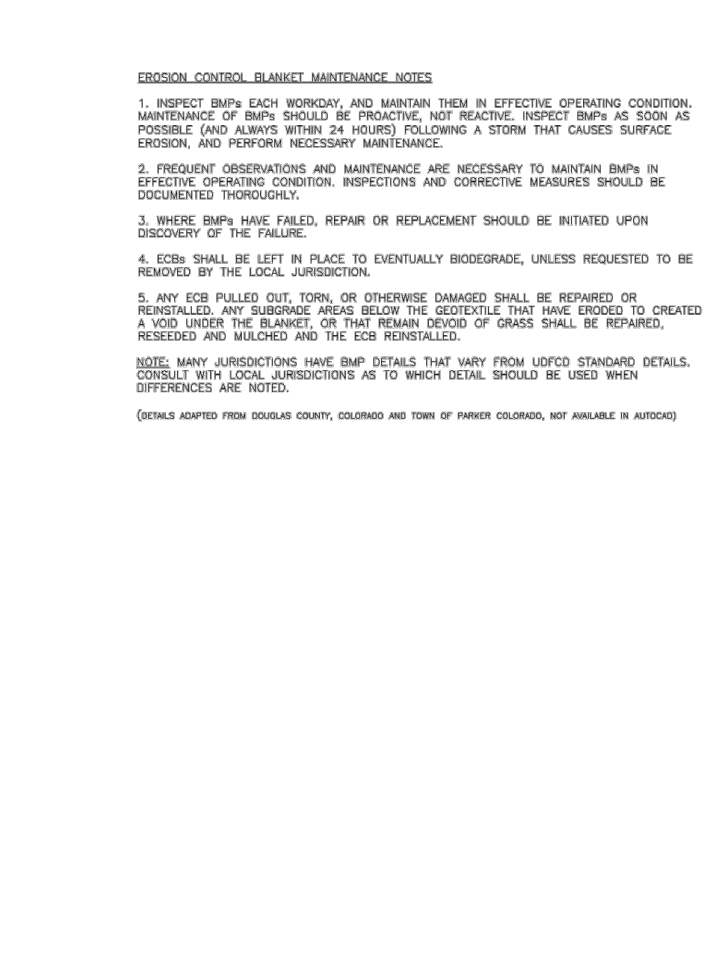 EROSION CONTROL BLANKET MAINTENANCE NOTES
1. INSPECT BMPs EACH WORKDAY, AND MAINTAIN THEM IN EFFECTIVE OPERATING CONDITION.
MAINTENANCE OF BMPs SHOULD BE PROACTIVE, NOT REACTIVE. INSPECT BMPs AS SOON AS
POSSIBLE (AND ALWAYS WITHIN 24 HOURS) FOLLOWING A STORM THAT CAUSES SURFACE
EROSION, AND PERFORM NECESSARY MAINTENANCE.
2. FREQUENT OBSERVATIONS AND MAINTENANCE ARE NECESSARY TO MAINTAIN BMPs IN
EFFECTIVE OPERATING CONDITION. INSPECTIONS AND CORRECTIVE MEASURES SHOULD BE
DOCUMENTED THOROUGHLY.
3. WHERE BMPs HAVE FAILED, REPAIR OR REPLACEMENT SHOULD BE INITIATED UPON
DISCOVERY OF THE FAILURE.
4. ECBs SHALL BE LEFT IN PLACE TO EVENTUALLY BIODEGRADE, UNLESS REQUESTED TO BE
REMOVED BY THE LOCAL JURISDICTION.
5. ANY ECB PULLED OUT, TORN, OR OTHERWISE DAMAGED SHALL BE REPAIRED OR
REINSTALLED. ANY SUBGRADE AREAS BELOW THE GEOTEXTILE THAT HAVE ERODED TO CREATED
A VOID UNDER THE BLANKET, OR THAT REMAIN DEVOID OF GRASS SHALL BE REPAIRED,
RESEEDED AND MULCHED AND THE ECB REINSTALLED.
NOTE: MANY JURISDICTIONS HAVE BMP DETAILS THAT VARY FROM UDFCD STANDARD DETAILS.
CONSULT WITH LOCAL JURISDICTIONS AS TO WHICH DETAIL SHOULD BE USED WHEN
DIFFERENCES ARE NOTED.
(DETAILS ADAPTED FROM DOUGLAS COUNTY, COLORADO AND TOWN OF PARKER COLORADO, NOT AVAILABLE IN AUTOCAD)